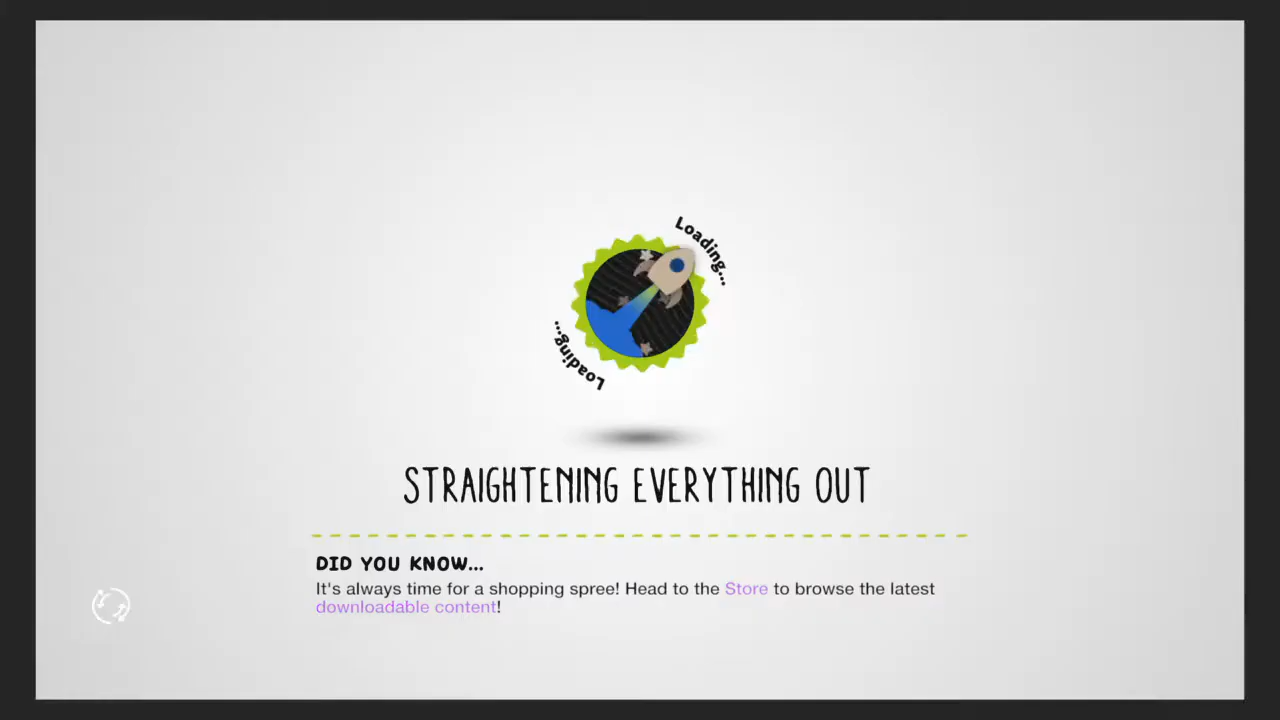 Loading...
Loading...
STRAIGHTENING EVERYTHING OUT
DID YOU KNOW...
It's always time for a shopping spree! Head to the Store to browse the latest
downloadable content!